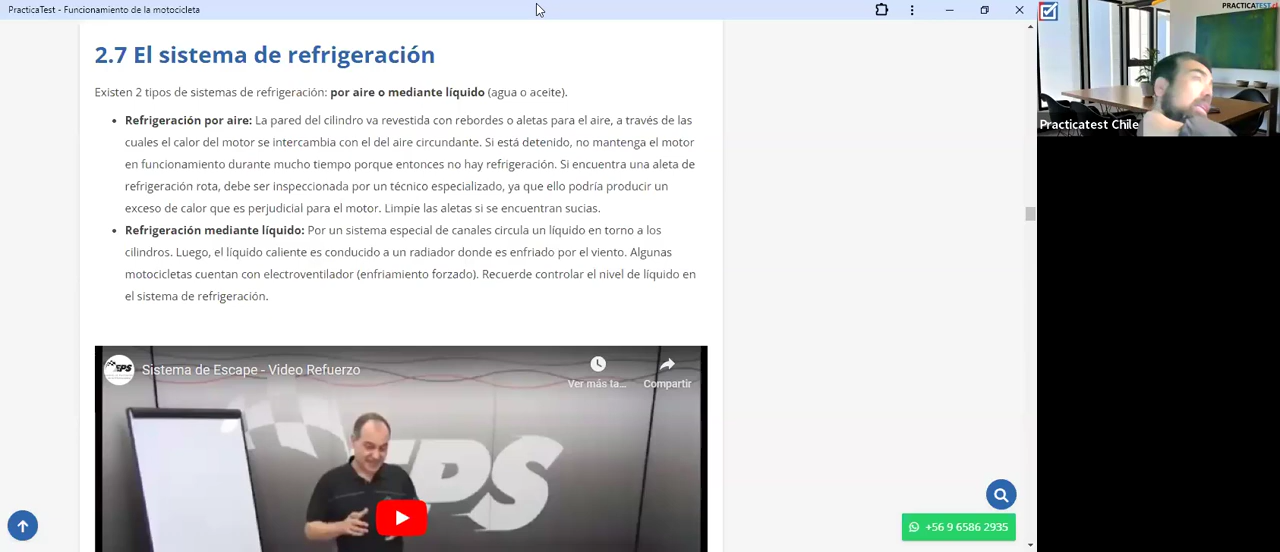 PracticaTest - Funcionamiento de la motocicleta
PRACTICATEST.cl
2.7 El sistema de refrigeración
Existen 2 tipos de sistemas de refrigeración: por aire o mediante líquido (agua o aceite).
• Refrigeración por aire: La pared del cilindro va revestida con rebordes o aletas para el aire, a través de las
cuales el calor del motor se intercambia con el del aire circundante. Si está detenido, no mantenga el motor
en funcionamiento durante mucho tiempo porque entonces no hay refrigeración. Si encuentra una aleta de
refrigeración rota, debe ser inspeccionada por un técnico especializado, ya que ello podría producir un
exceso de calor que es perjudicial para el motor. Limpie las aletas si se encuentran sucias.
• Refrigeración mediante líquido: Por un sistema especial de canales circula un líquido en torno a los
cilindros. Luego, el líquido caliente es conducido a un radiador donde es enfriado por el viento. Algunas
motocicletas cuentan con electroventilador (enfriamiento forzado). Recuerde controlar el nivel de líquido en
el sistema de refrigeración.
Practicatest Chile
EPS
Sistema de Escape - Video Refuerzo
Ver más ta...
Compartir
EPS
+56 9 6586 2935